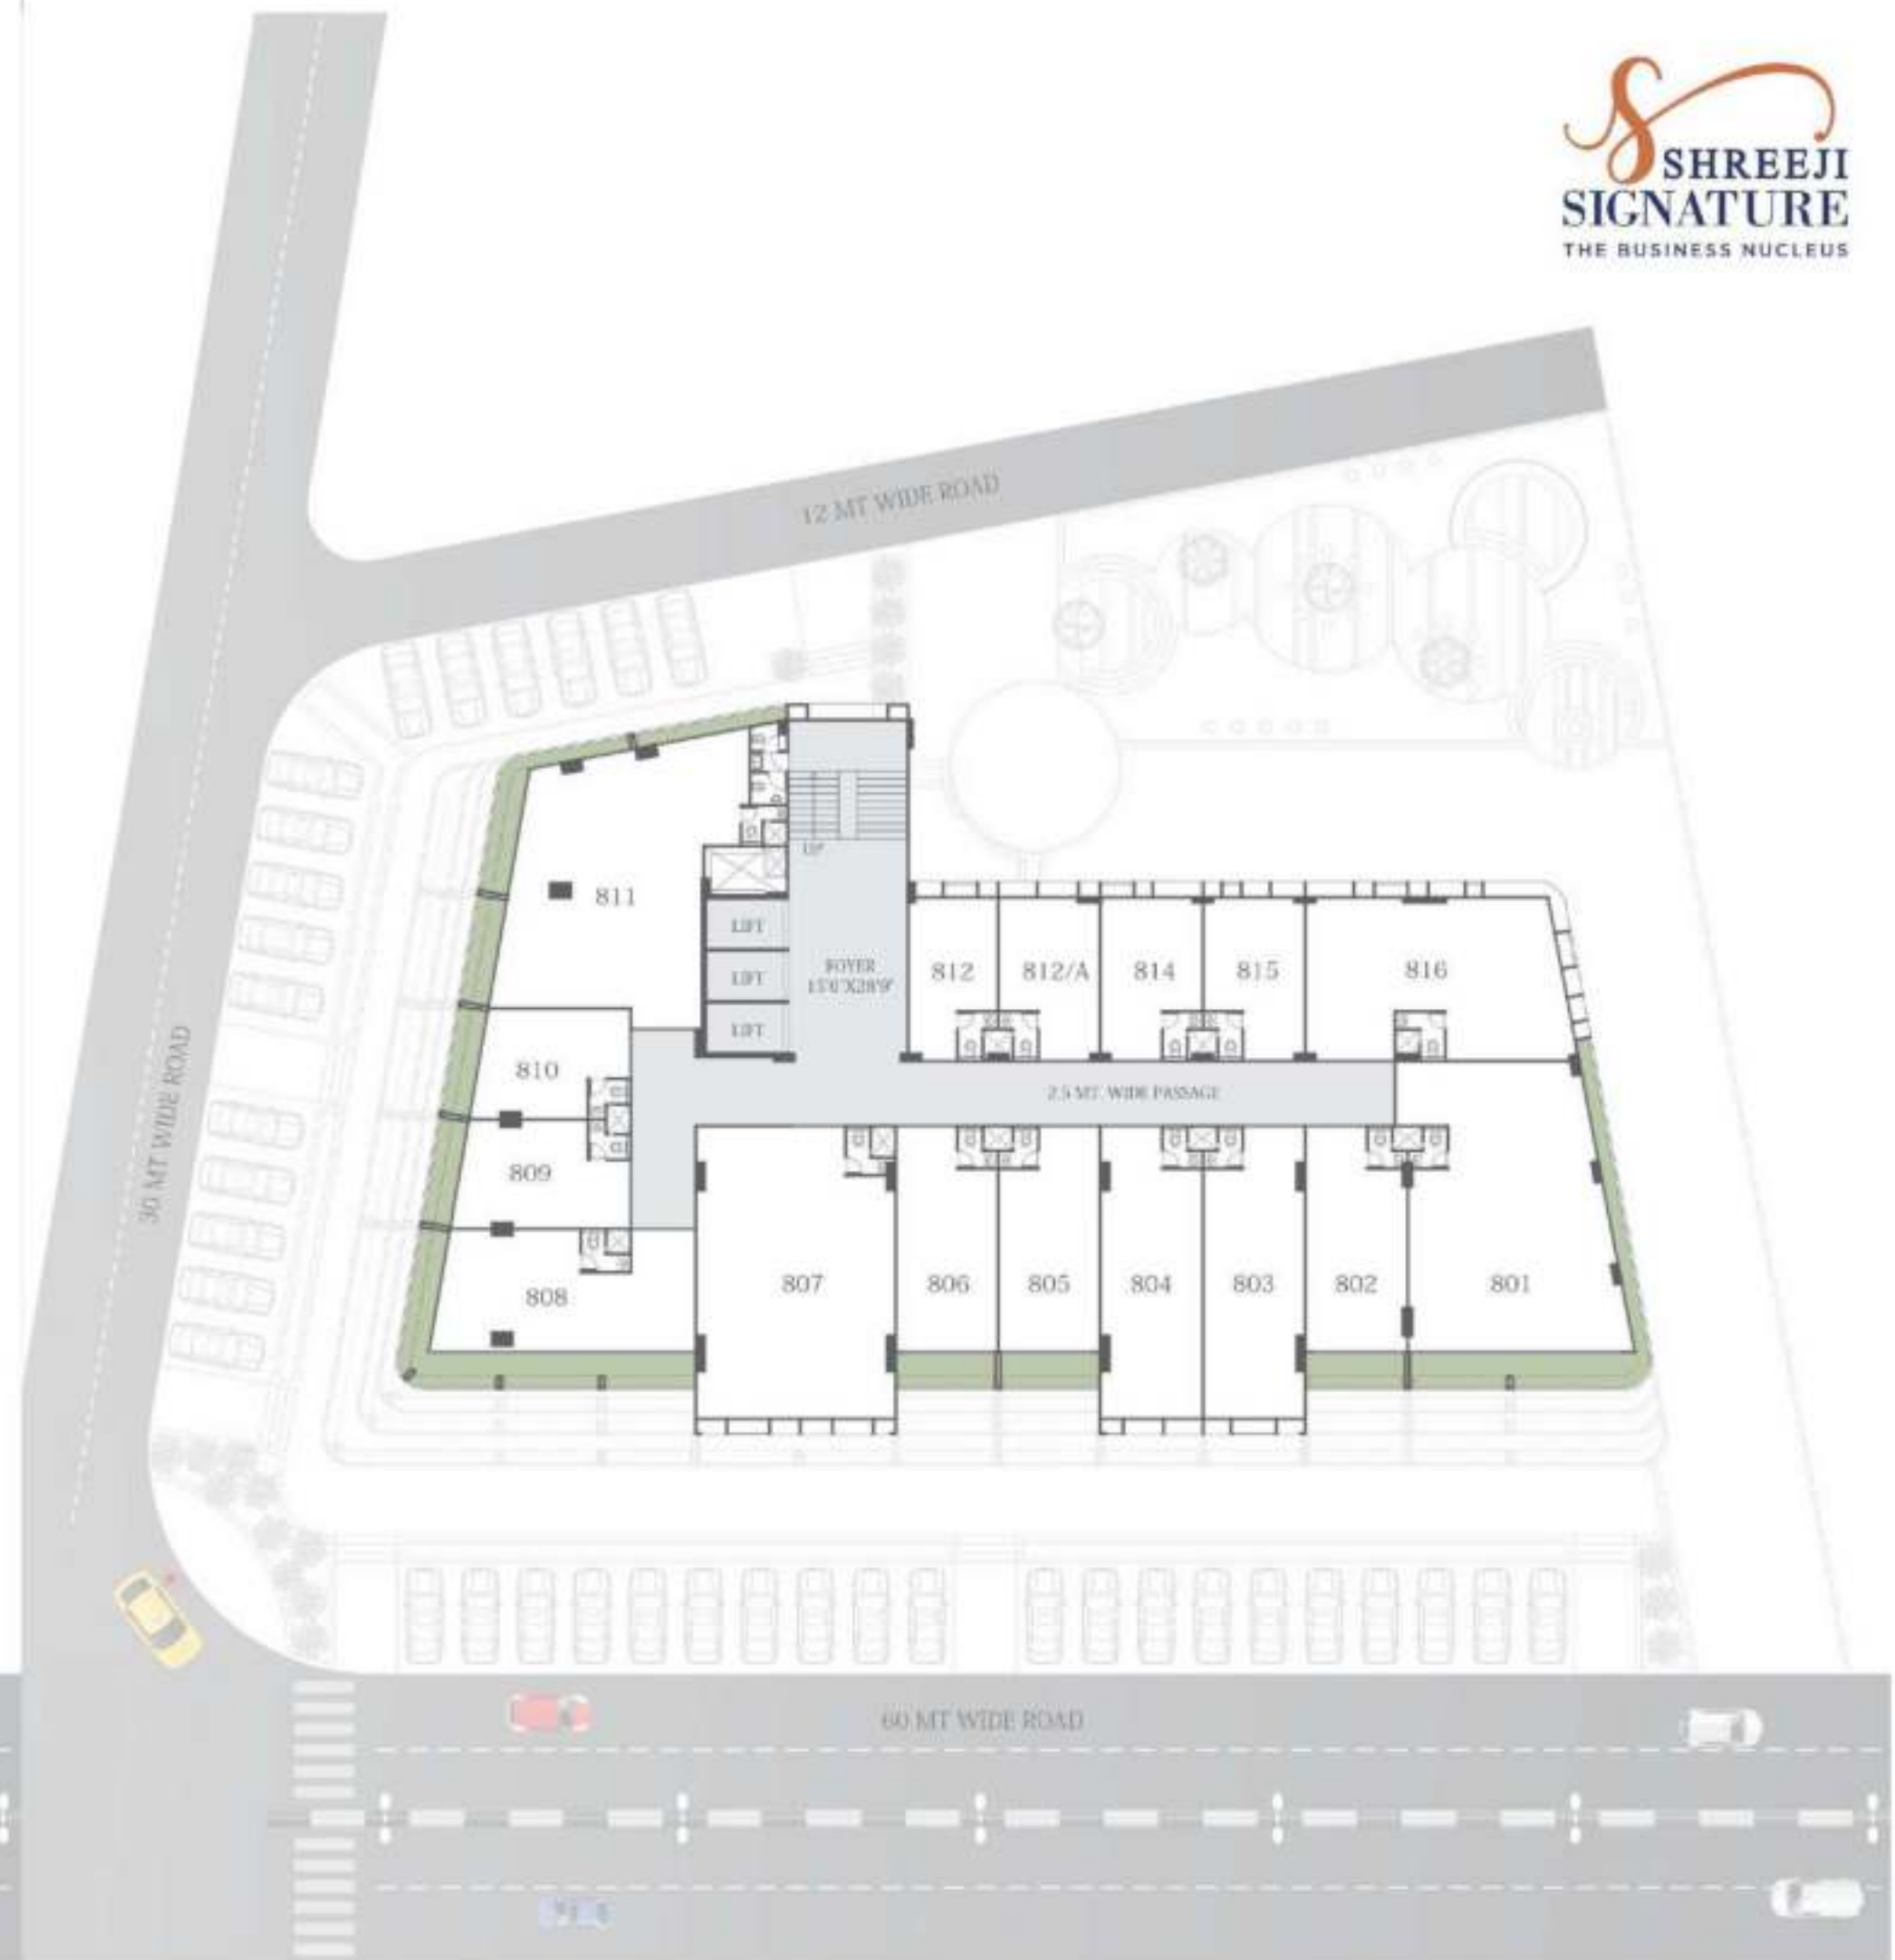 SHREEJI
SIGNATURE
THE BUSINESS NUCLEUS
12 MT WIDE ROAD
30 MT WIDE ROAD
UP
811
LIFT
LIFT
LIFT
FOYER
812
812/A
814
815
816
810
2.5 MT. WIDE PASSAGE
809
808
807
806
805
804
803
802
801
60 MT WIDE ROAD